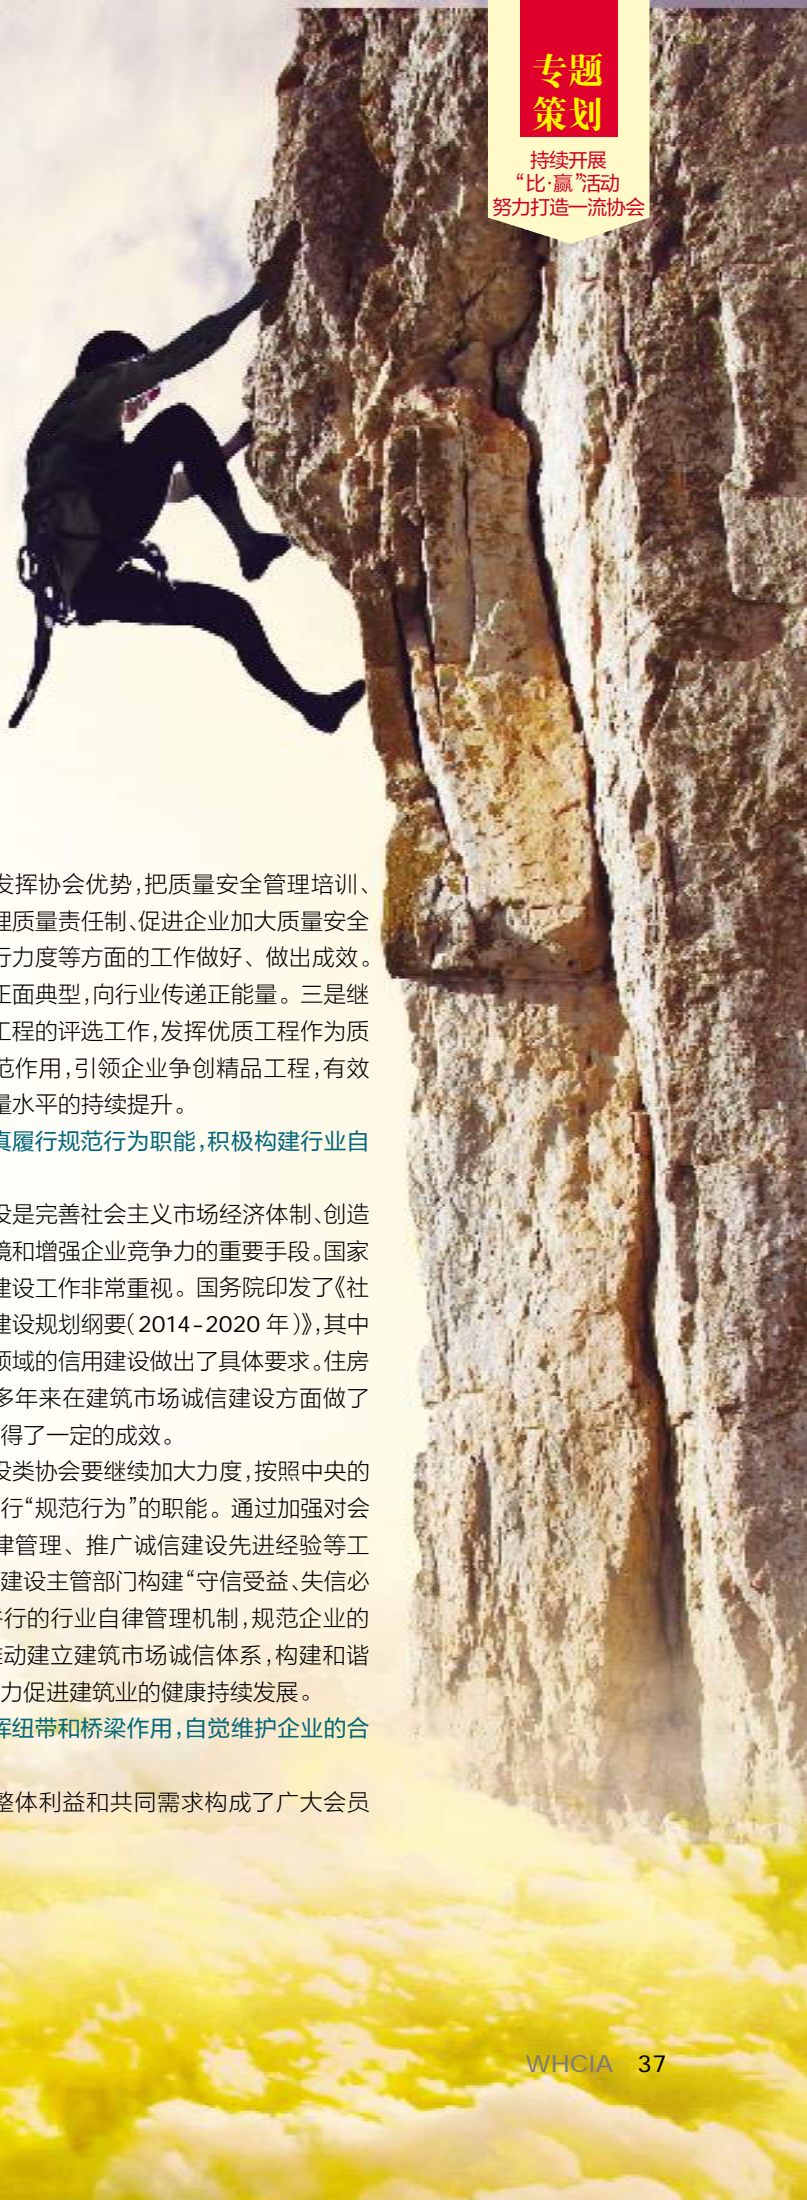 专题
策划
持续开展
“比·赢”活动
努力打造一流协会
发挥协会优势,把质量安全管理培训、
理质量责任制、促进企业加大质量安全
行力度等方面的工作做好、做出成效。
正面典型,向行业传递正能量。三是继
工程的评选工作,发挥优质工程作为质
范作用,引领企业争创精品工程,有效
量水平的持续提升。
真履行规范行为职能,积极构建行业自
设是完善社会主义市场经济体制、创造
境和增强企业竞争力的重要手段。国家
建设工作非常重视。国务院印发了《社
建设规划纲要(2014-2020年)》,其中
领域的信用建设做出了具体要求。住房
多年来在建筑市场诚信建设方面做了
得了一定的成效。
设类协会要继续加大力度,按照中央的
行“规范行为”的职能。通过加强对会
律管理、推广诚信建设先进经验等工
建设主管部门构建“守信受益、失信必
行的行业自律管理机制,规范企业的
动建立建筑市场诚信体系,构建和谐
力促进建筑业的健康持续发展。
挥纽带和桥梁作用,自觉维护企业的合
整体利益和共同需求构成了广大会员
WHCIA 37